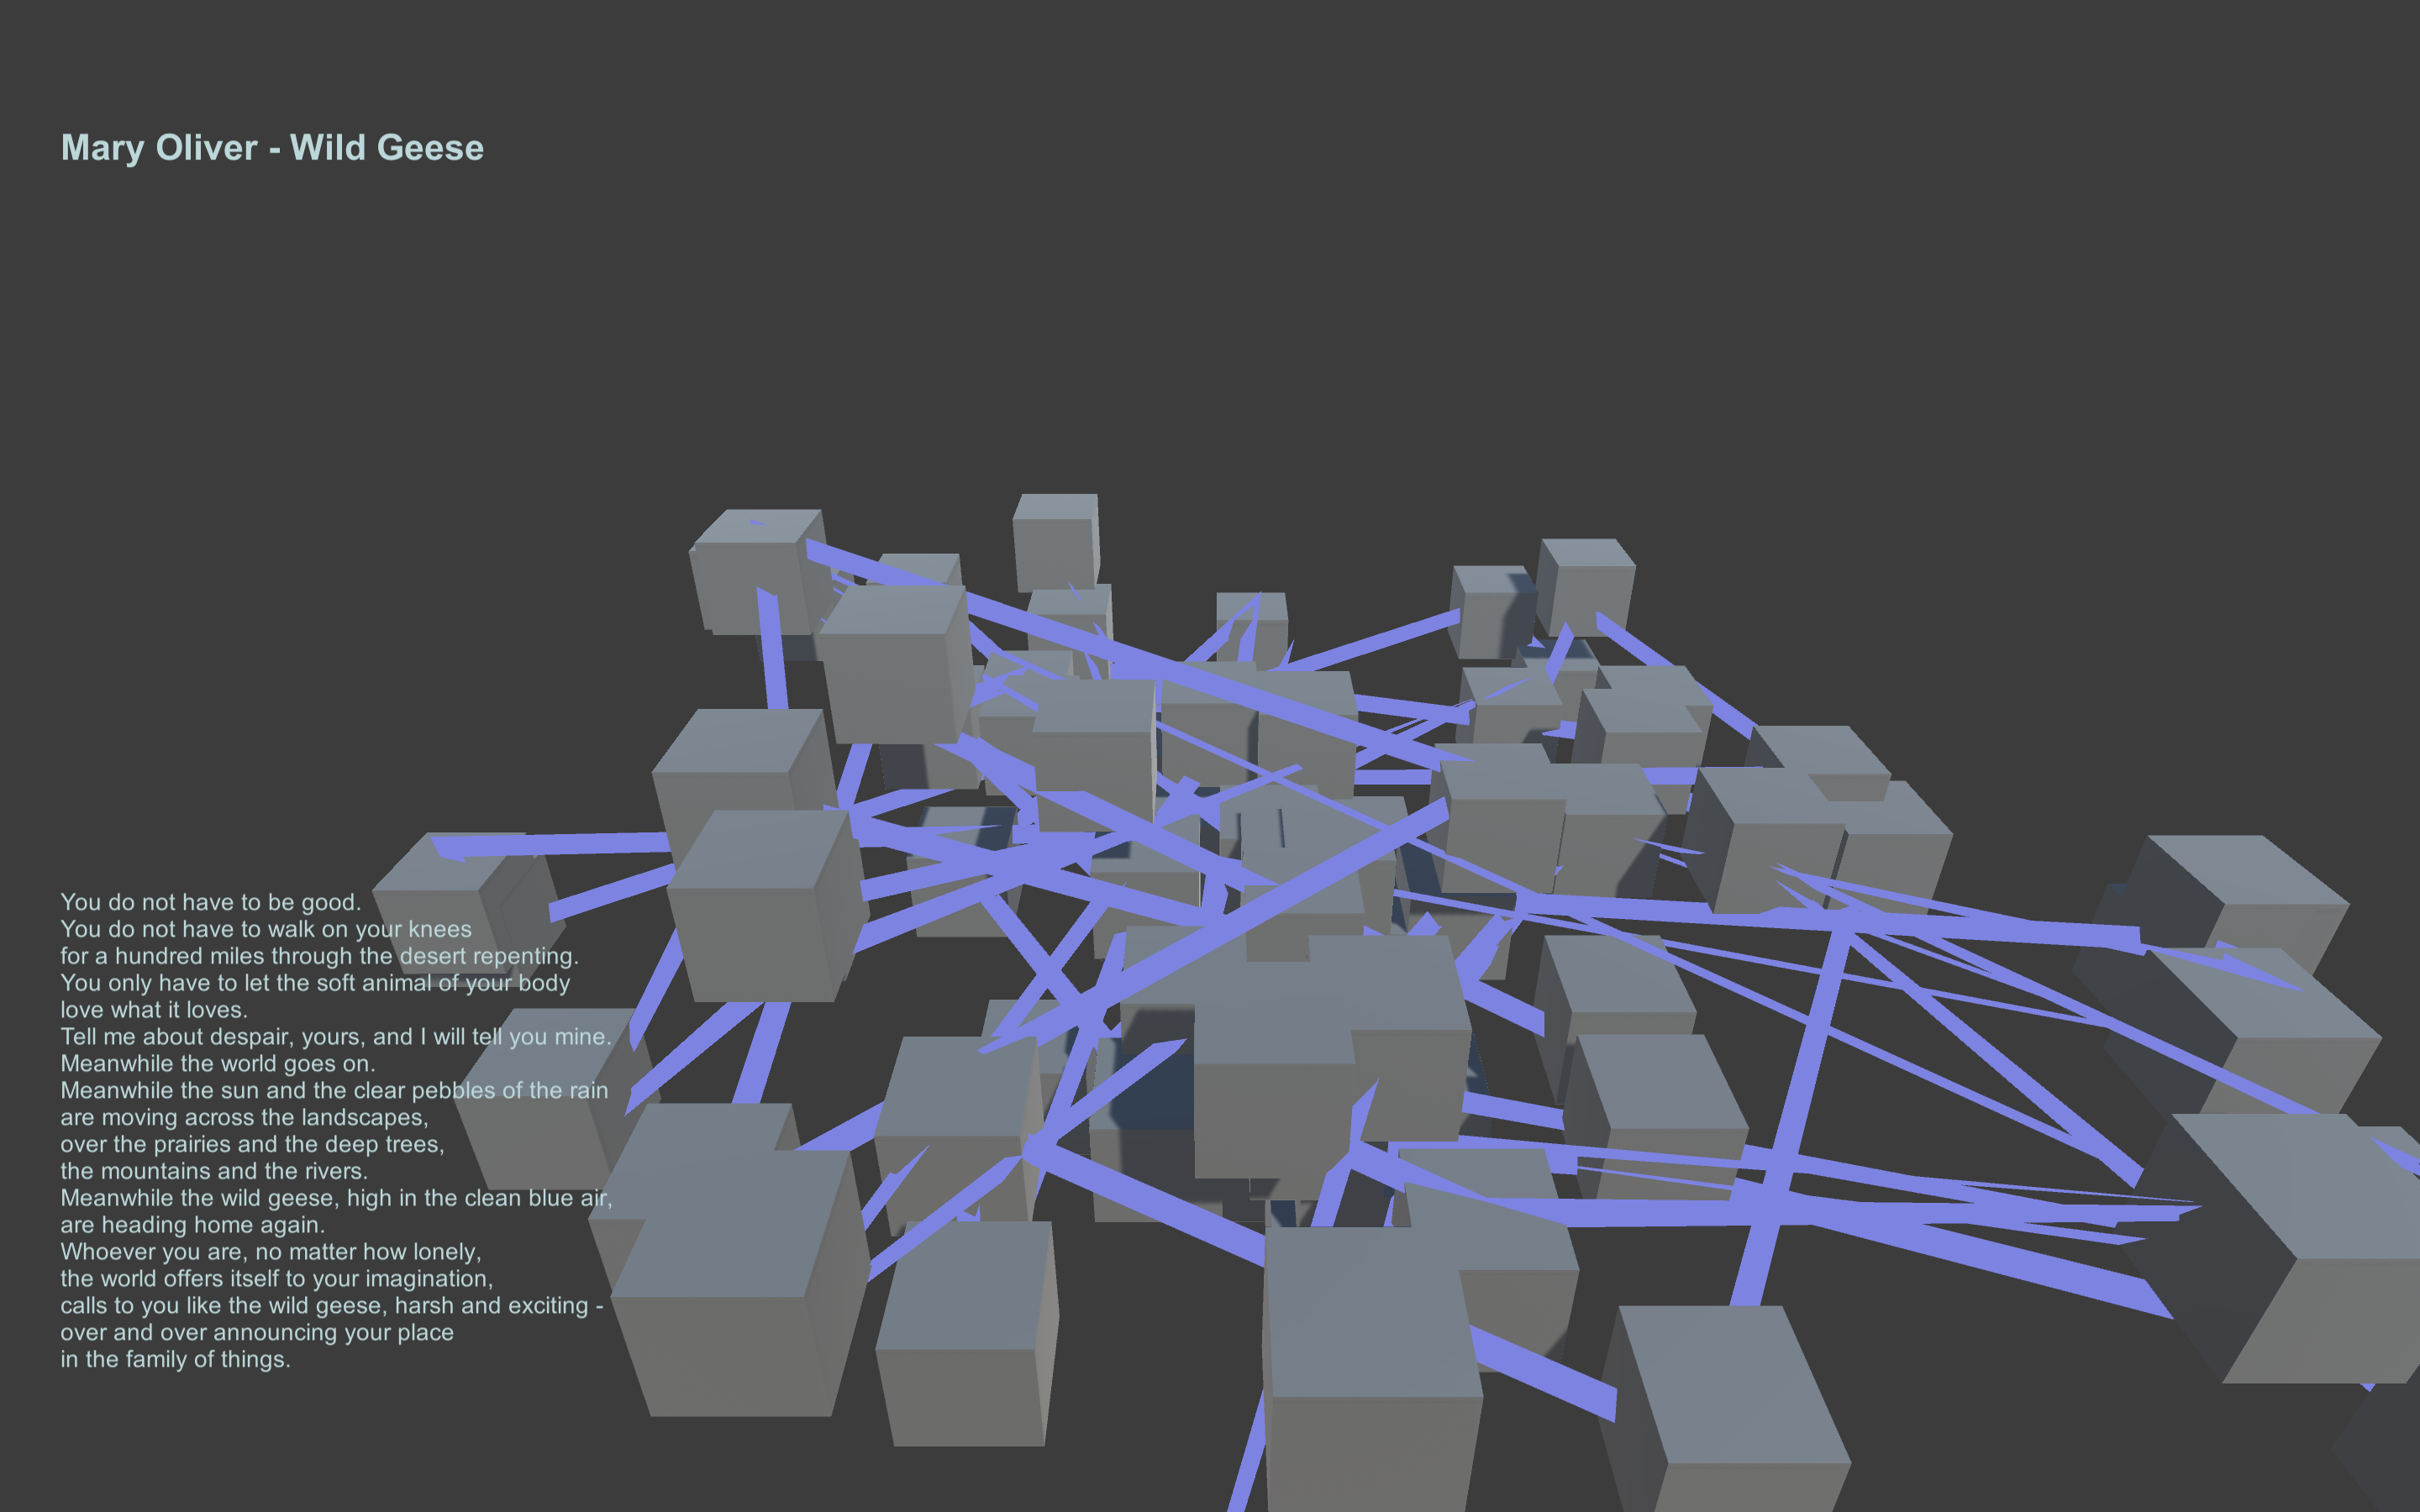 Mary Oliver - Wild Geese
You do not have to be good.
You do not have to walk on your knees
for a hundred miles through the desert repenting.
You only have to let the soft animal of your body
love what it loves.
Tell me about despair, yours, and I will tell you mine.
Meanwhile the world goes on.
Meanwhile the sun and the clear pebbles of the rain
are moving across the landscapes,
over the prairies and the deep trees,
the mountains and the rivers.
Meanwhile the wild geese, high in the clean blue air,
are heading home again.
Whoever you are, no matter how lonely,
the world offers itself to your imagination,
calls to you like the wild geese, harsh and exciting -
over and over announcing your place
in the family of things.